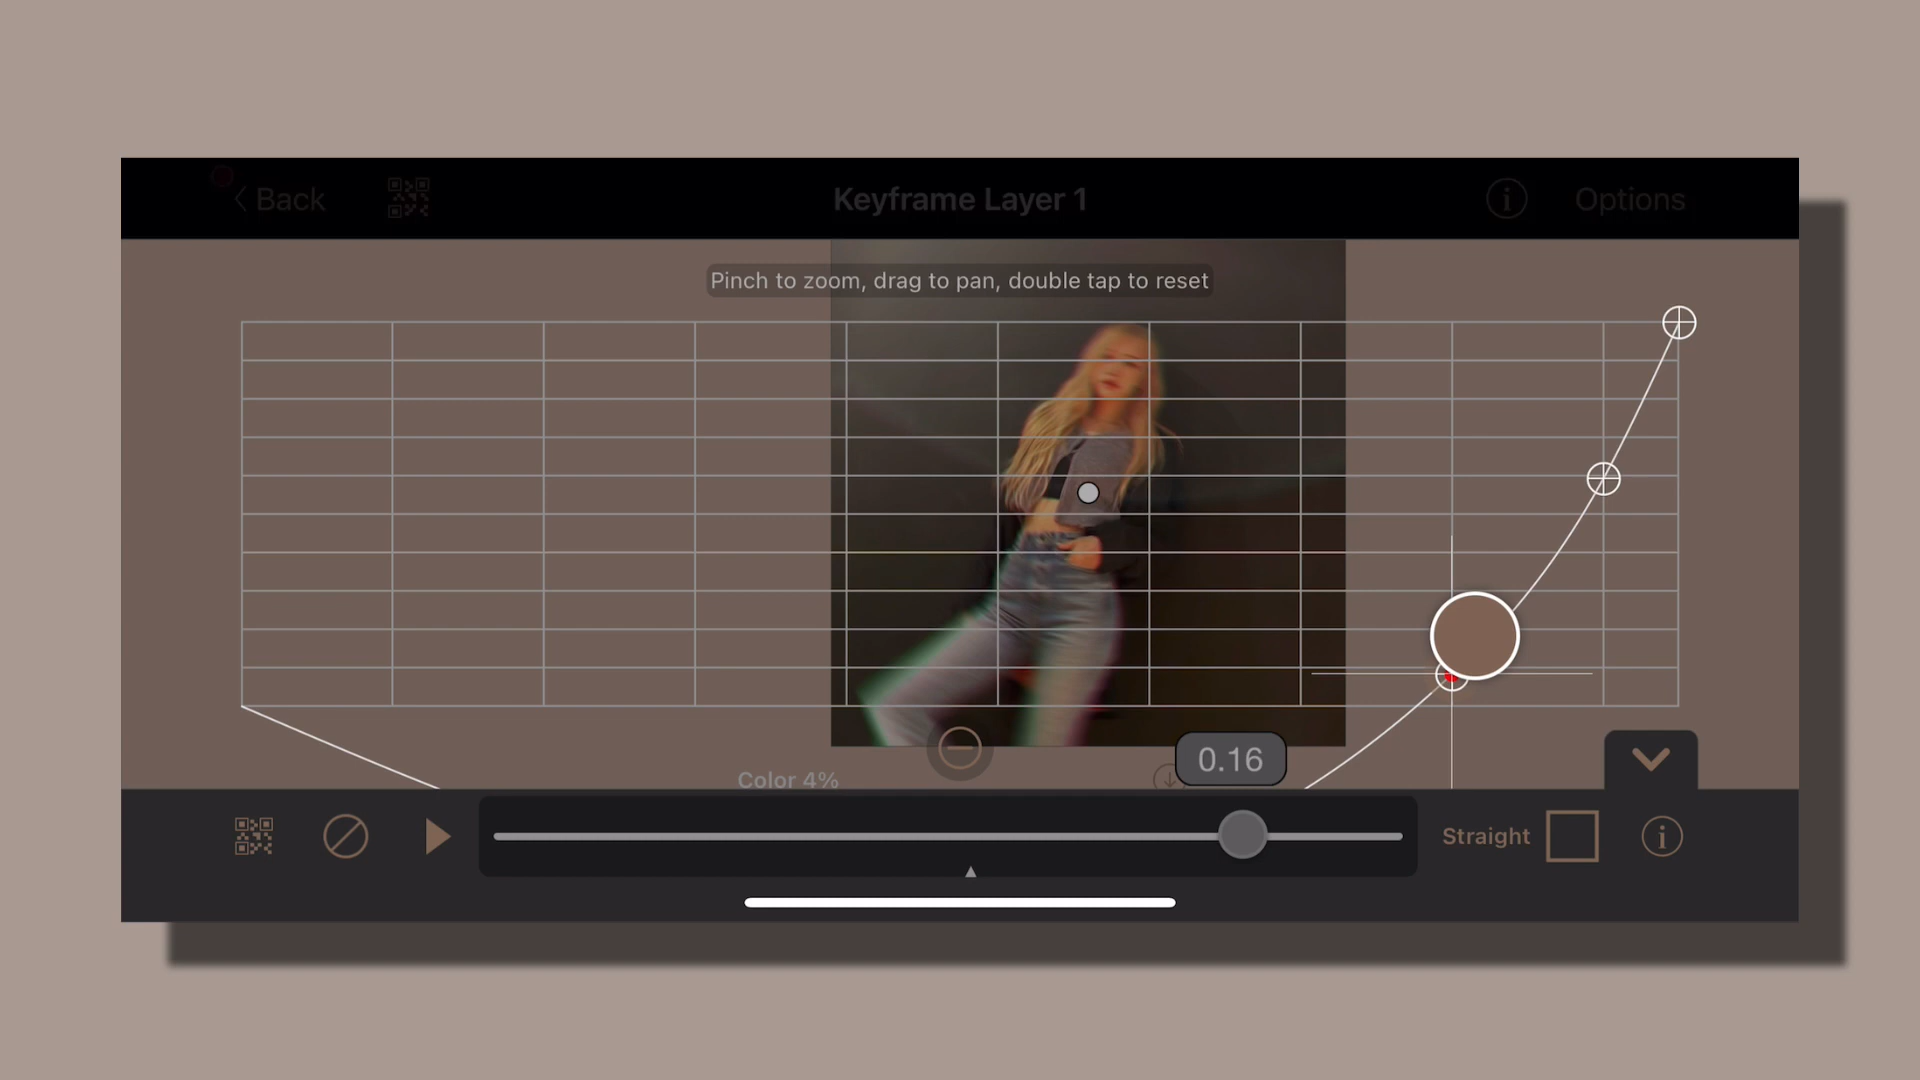 Back
Keyframe Layer 1
Options
Pinch to zoom, drag to pan, double tap to reset
Color 4%
0.16
Straight